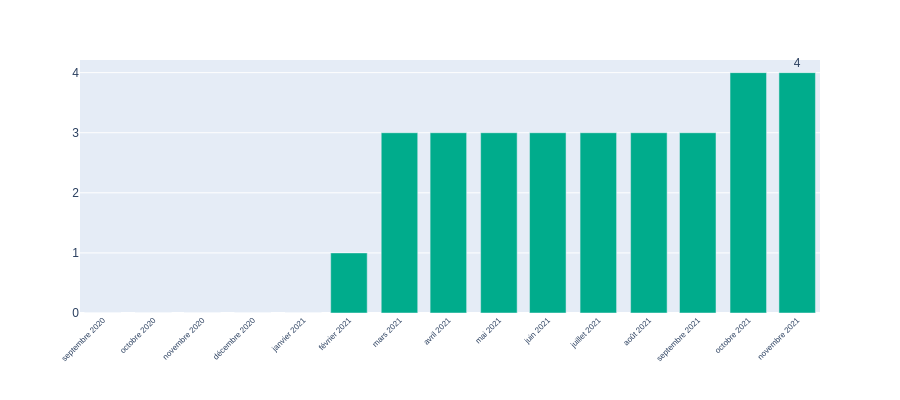 4
4
3
2
1
0
septembre 2020
octobre 2020
novembre 2020
décembre 2020
janvier 2021
février 2021
mars 2021
avril 2021
mai 2021
juin 2021
juillet 2021
août 2021
septembre 2021
octobre 2021
novembre 2021